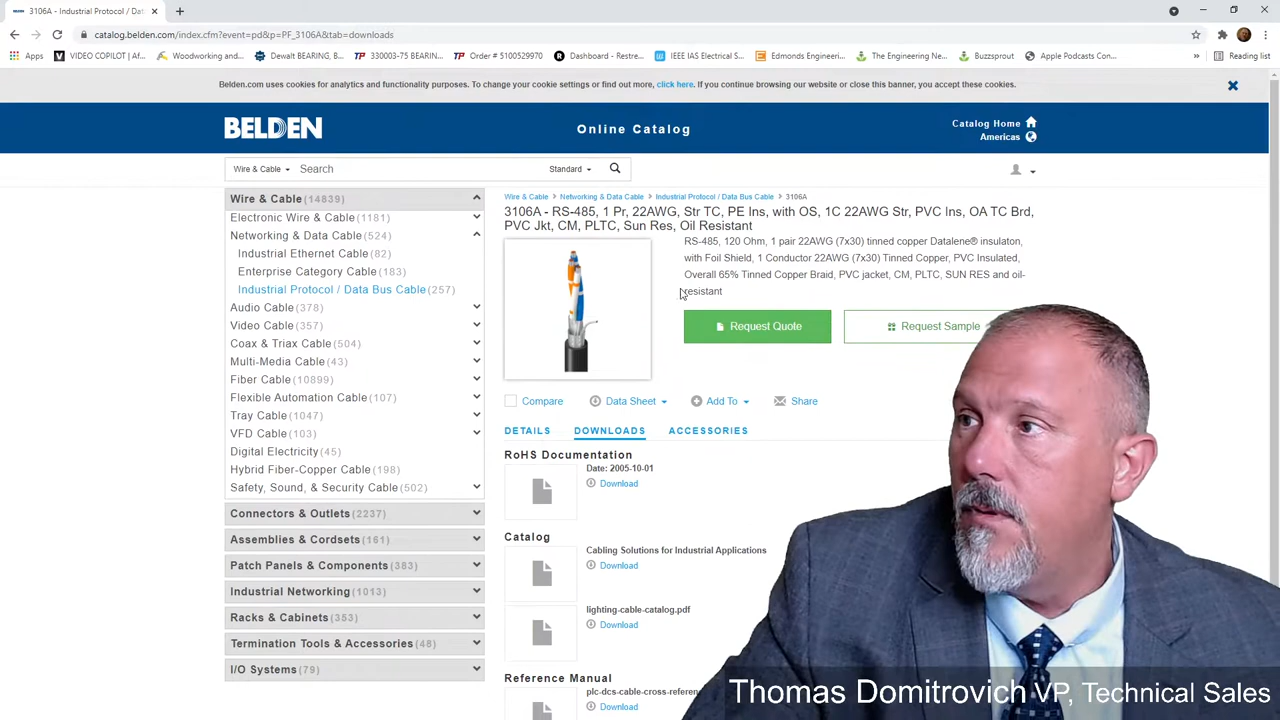 3106A - Industrial Protocol / Dat
catalog.belden.com/index.cfm?event=pd&p=PF_3106A&tab=downloads
Apps
VIDEO COPILOT | Af...
Woodworking and...
Dewalt BEARING, B...
330003-75 BEARIN...
Order # 5100529970
Dashboard - Restre...
IEEE IAS Electrical S...
Edmonds Engineeri...
The Engineering Ne...
Buzzsprout
Apple Podcasts Con...
»
Reading list
Belden.com uses cookies for analytics and functionality purposes. To change your cookie settings or find out more, click here. If you continue browsing our website or close this banner, you accept these cookies.
BELDEN
Online Catalog
Catalog Home
Americas
Wire & Cable
Search
Standard
Wire & Cable (14839)
Electronic Wire & Cable (1181)
Networking & Data Cable (524)
Industrial Ethernet Cable (82)
Enterprise Category Cable (183)
Industrial Protocol / Data Bus Cable (257)
Audio Cable (378)
Video Cable (357)
Coax & Triax Cable (504)
Multi-Media Cable (43)
Fiber Cable (10899)
Flexible Automation Cable (107)
Tray Cable (1047)
VFD Cable (103)
Digital Electricity (45)
Hybrid Fiber-Copper Cable (198)
Safety, Sound, & Security Cable (502)
Connectors & Outlets (2237)
Assemblies & Cordsets (161)
Patch Panels & Components (383)
Industrial Networking (1013)
Racks & Cabinets (353)
Termination Tools & Accessories (48)
I/O Systems (79)
Wire & Cable > Networking & Data Cable > Industrial Protocol / Data Bus Cable > 3106A
3106A - RS-485, 1 Pr, 22AWG, Str TC, PE Ins, with OS, 1C 22AWG Str, PVC Ins, OA TC Brd,
PVC Jkt, CM, PLTC, Sun Res, Oil Resistant
RS-485, 120 Ohm, 1 pair 22AWG (7x30) tinned copper Datalene® insulaton,
with Foil Shield, 1 Conductor 22AWG (7x30) Tinned Copper, PVC Insulated,
Overall 65% Tinned Copper Braid, PVC jacket, CM, PLTC, SUN RES and oil-
resistant
Request Quote
Request Sample
Compare
Data Sheet
Add To
Share
DETAILS
DOWNLOADS
ACCESSORIES
RoHS Documentation
Date: 2005-10-01
Download
Catalog
Cabling Solutions for Industrial Applications
Download
lighting-cable-catalog.pdf
Download
Reference Manual
plc-dcs-cable-cross-referen
Download
Thomas Domitrovich VP, Technical Sales